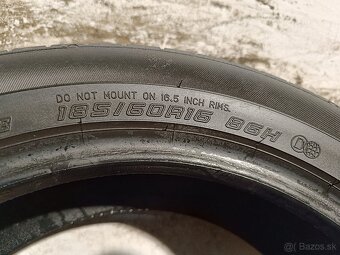 DO NOT MOUNT ON 16.5 INCH RIMS.
185/60R16 86H
bazos.sk